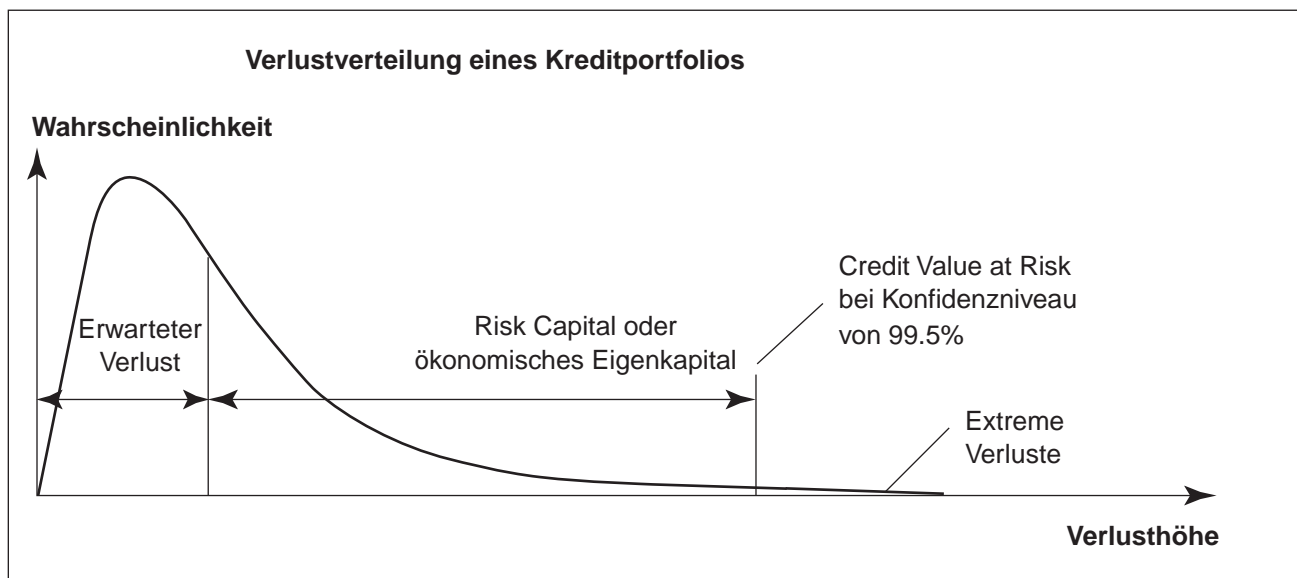 Verlustverteilung eines Kreditportfolios
Wahrscheinlichkeit
Credit Value at Risk
bei Konfidenzniveau
von 99.5%
Erwarteter
Verlust
Risk Capital oder
ökonomisches Eigenkapital
Extreme
Verluste
Verlusthöhe